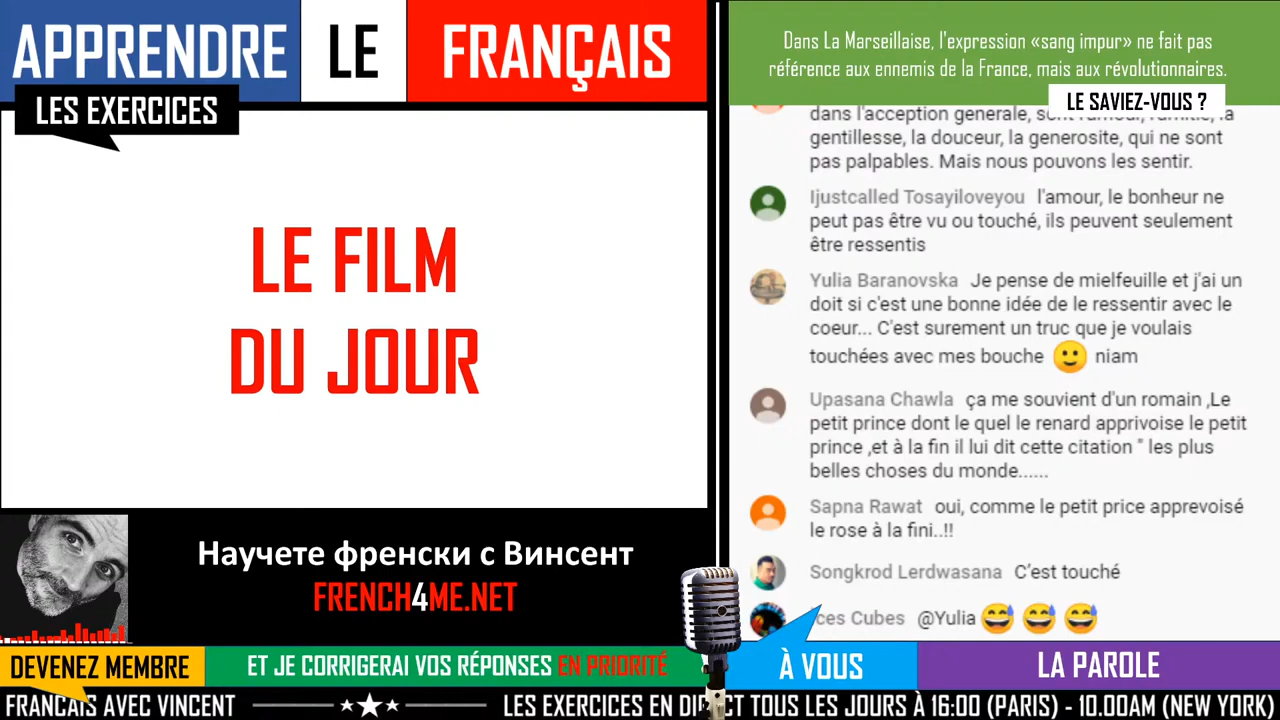 APPRENDRE LE FRANÇAIS
LES EXERCICES
Dans La Marseillaise, l'expression «sang impur» ne fait pas
référence aux ennemis de la France, mais aux révolutionnaires.
LE SAVIEZ-VOUS ?
LE FILM
DU JOUR
dans l'acception generale, sont l'amour, l'amitie, la
gentillesse, la douceur, la generosite, qui ne sont
pas palpables. Mais nous pouvons les sentir.
Ijustcalled Tosayiloveyou l'amour, le bonheur ne
peut pas être vu ou touché, ils peuvent seulement
être ressentis
Yulia Baranovska Je pense de mielfeuille et j'ai un
doit si c'est une bonne idée de le ressentir avec le
coeur... C'est surement un truc que je voulais
touchées avec mes bouche 🙂 niam
Upasana Chawla ça me souvient d'un romain ,Le
petit prince dont le quel le renard apprivoise le petit
prince ,et à la fin il lui dit cette citation " les plus
belles choses du monde......
Sapna Rawat oui, comme le petit price apprevoisé
le rose à la fini..!!
Songkrod Lerdwasana C'est touché
ces Cubes @Yulia 😅 😅 😅
Научете френски с Винсент
FRENCH4ME.NET
DEVENEZ MEMBRE
ET JE CORRIGERAI VOS RÉPONSES EN PRIORITÉ
À VOUS
LA PAROLE
FRANÇAIS AVEC VINCENT
LES EXERCICES EN DIRECT TOUS LES JOURS À 16:00 (PARIS) - 10.00AM (NEW YORK)